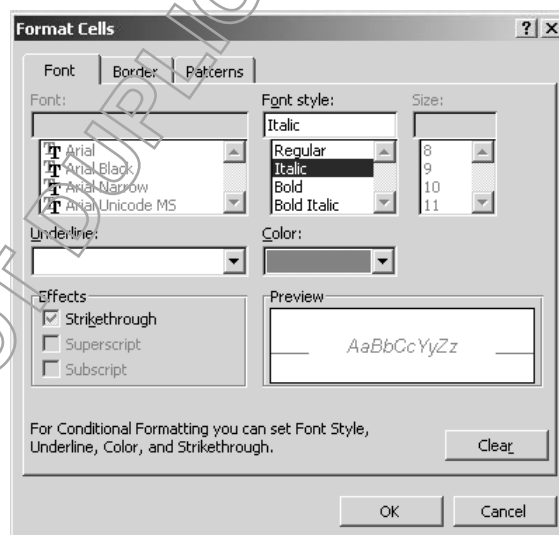 Format Cells
Font Border Patterns
Font: Font style: Size:
Italic
Arial Regular 8
Arial Black Italic 9
Arial Narrow Bold 10
Arial Unicode MS Bold Italic 11
Underline: Color:
Effects Preview
Strikethrough
Superscript AaBbCcYyZz
Subscript
For Conditional Formatting you can set Font Style,
Underline, Color, and Strikethrough.
Clear
OK Cancel